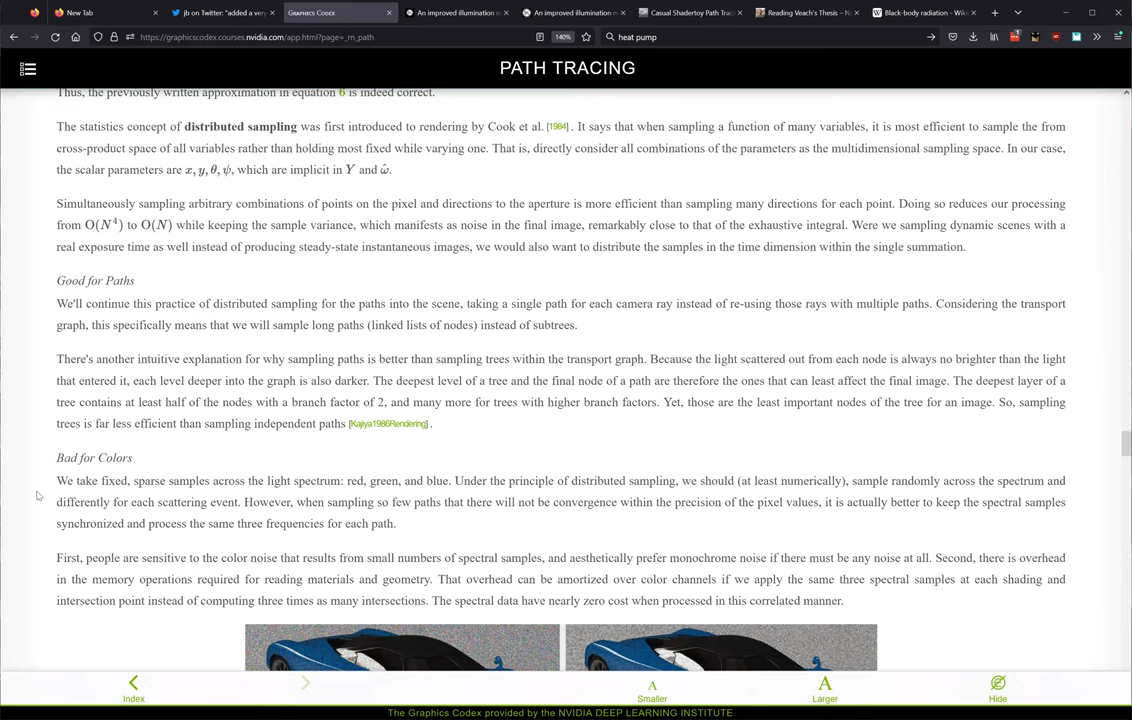 New Tab
jb on Twitter: "added a very
GRAPHICS CODEX
An improved illumination m
An improved illumination m
Casual Shadertoy Path Trac
Reading Veach's Thesis – Na
Black-body radiation - Wiki
https://graphicscodex.courses.nvidia.com/app.html?page=_rn_path
140%
heat pump
PATH TRACING
Thus, the previously written approximation in equation 6 is indeed correct.
The statistics concept of distributed sampling was first introduced to rendering by Cook et al. [1984] . It says that when sampling a function of many variables, it is most efficient to sample the from
cross-product space of all variables rather than holding most fixed while varying one. That is, directly consider all combinations of the parameters as the multidimensional sampling space. In our case,
the scalar parameters are x, y, θ, ψ, which are implicit in Y and ω̂.
Simultaneously sampling arbitrary combinations of points on the pixel and directions to the aperture is more efficient than sampling many directions for each point. Doing so reduces our processing
from O(N⁴) to O(N) while keeping the sample variance, which manifests as noise in the final image, remarkably close to that of the exhaustive integral. Were we sampling dynamic scenes with a
real exposure time as well instead of producing steady-state instantaneous images, we would also want to distribute the samples in the time dimension within the single summation.
Good for Paths
We'll continue this practice of distributed sampling for the paths into the scene, taking a single path for each camera ray instead of re-using those rays with multiple paths. Considering the transport
graph, this specifically means that we will sample long paths (linked lists of nodes) instead of subtrees.
There's another intuitive explanation for why sampling paths is better than sampling trees within the transport graph. Because the light scattered out from each node is always no brighter than the light
that entered it, each level deeper into the graph is also darker. The deepest level of a tree and the final node of a path are therefore the ones that can least affect the final image. The deepest layer of a
tree contains at least half of the nodes with a branch factor of 2, and many more for trees with higher branch factors. Yet, those are the least important nodes of the tree for an image. So, sampling
trees is far less efficient than sampling independent paths [Kajiya1986Rendering] .
Bad for Colors
We take fixed, sparse samples across the light spectrum: red, green, and blue. Under the principle of distributed sampling, we should (at least numerically), sample randomly across the spectrum and
differently for each scattering event. However, when sampling so few paths that there will not be convergence within the precision of the pixel values, it is actually better to keep the spectral samples
synchronized and process the same three frequencies for each path.
First, people are sensitive to the color noise that results from small numbers of spectral samples, and aesthetically prefer monochrome noise if there must be any noise at all. Second, there is overhead
in the memory operations required for reading materials and geometry. That overhead can be amortized over color channels if we apply the same three spectral samples at each shading and
intersection point instead of computing three times as many intersections. The spectral data have nearly zero cost when processed in this correlated manner.
A
A
Index
Smaller
Larger
Hide
The Graphics Codex provided by the NVIDIA DEEP LEARNING INSTITUTE